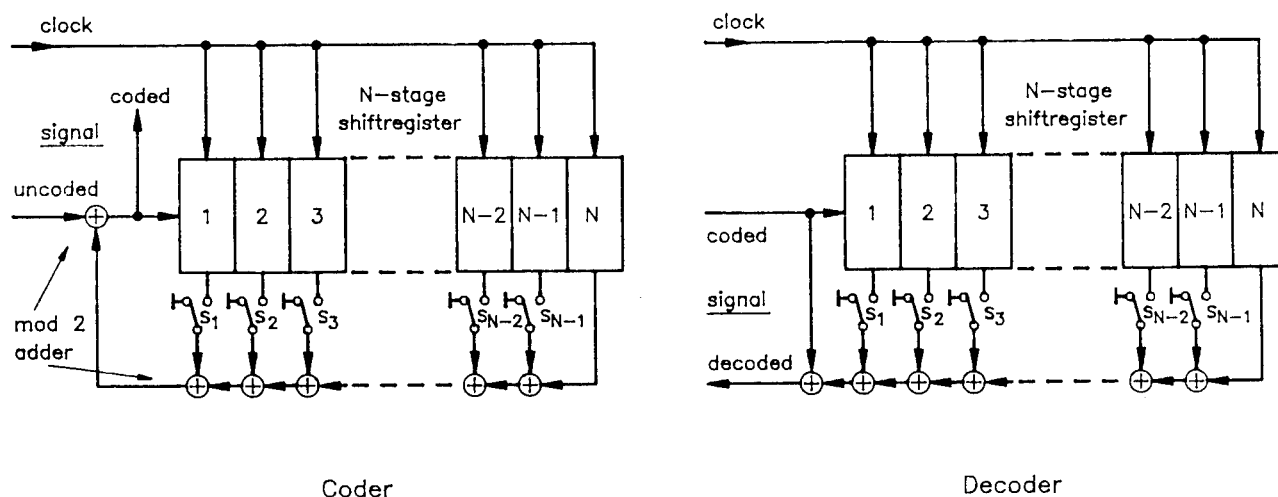 clock
coded
N-stage
shiftregister
signal
uncoded
1 2 3 N-2 N-1 N
S1 S2 S3 SN-2 SN-1
mod 2
adder
Coder
clock
N-stage
shiftregister
1 2 3 N-2 N-1 N
coded
signal
S1 S2 S3 SN-2 SN-1
decoded
Decoder